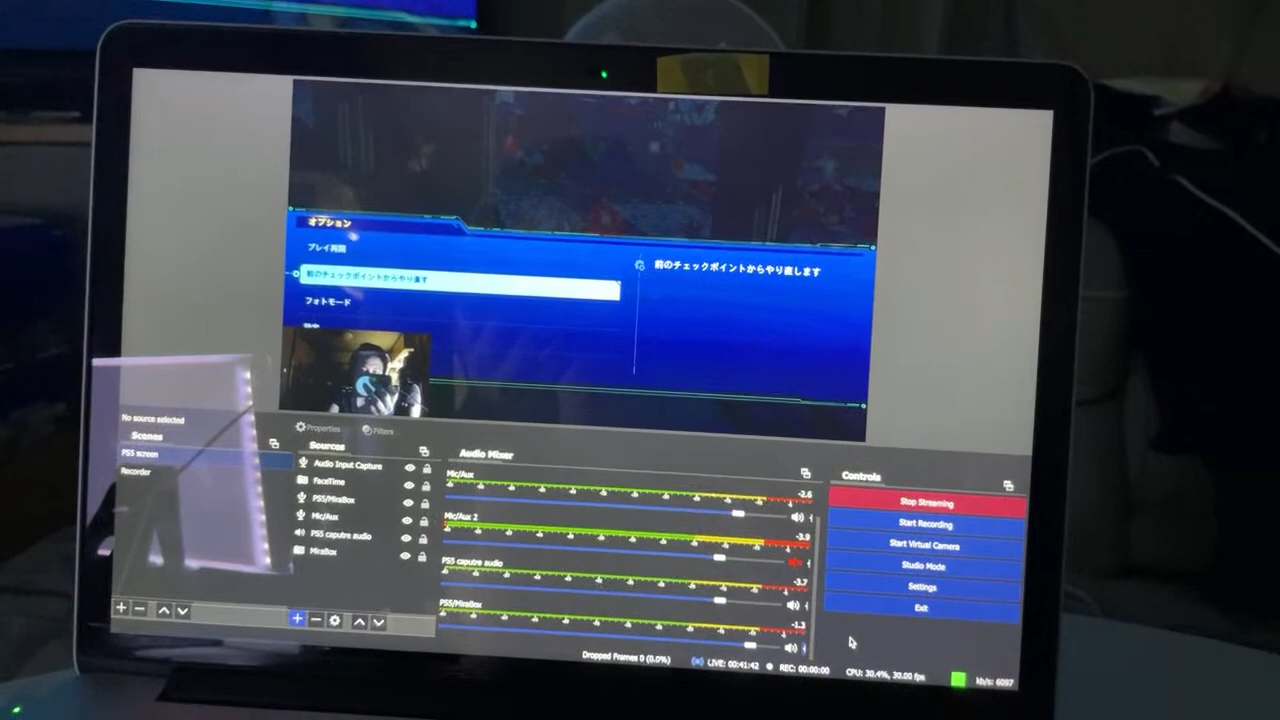 オプション
プレイ再開
前のチェックポイントからやり直す
フォトモード
前のチェックポイントからやり直します
No source selected
Properties
Filters
Scenes
PS5 screen
Recorder
Sources
Audio Input Capture
FaceTime
PS5/MiraBox
Mic/Aux
PS5 caputre audio
MiraBox
Audio Mixer
Mic/Aux
-2.6
Mic/Aux 2
-3.9
PS5 caputre audio
-3.7
PS5/MiraBox
-1.3
Controls
Stop Streaming
Start Recording
Start Virtual Camera
Studio Mode
Settings
Exit
Dropped Frames 0 (0.0%)
LIVE: 00:41:42
REC: 00:00:00
CPU: 30.4%, 30.00 fps
kb/s: 6097